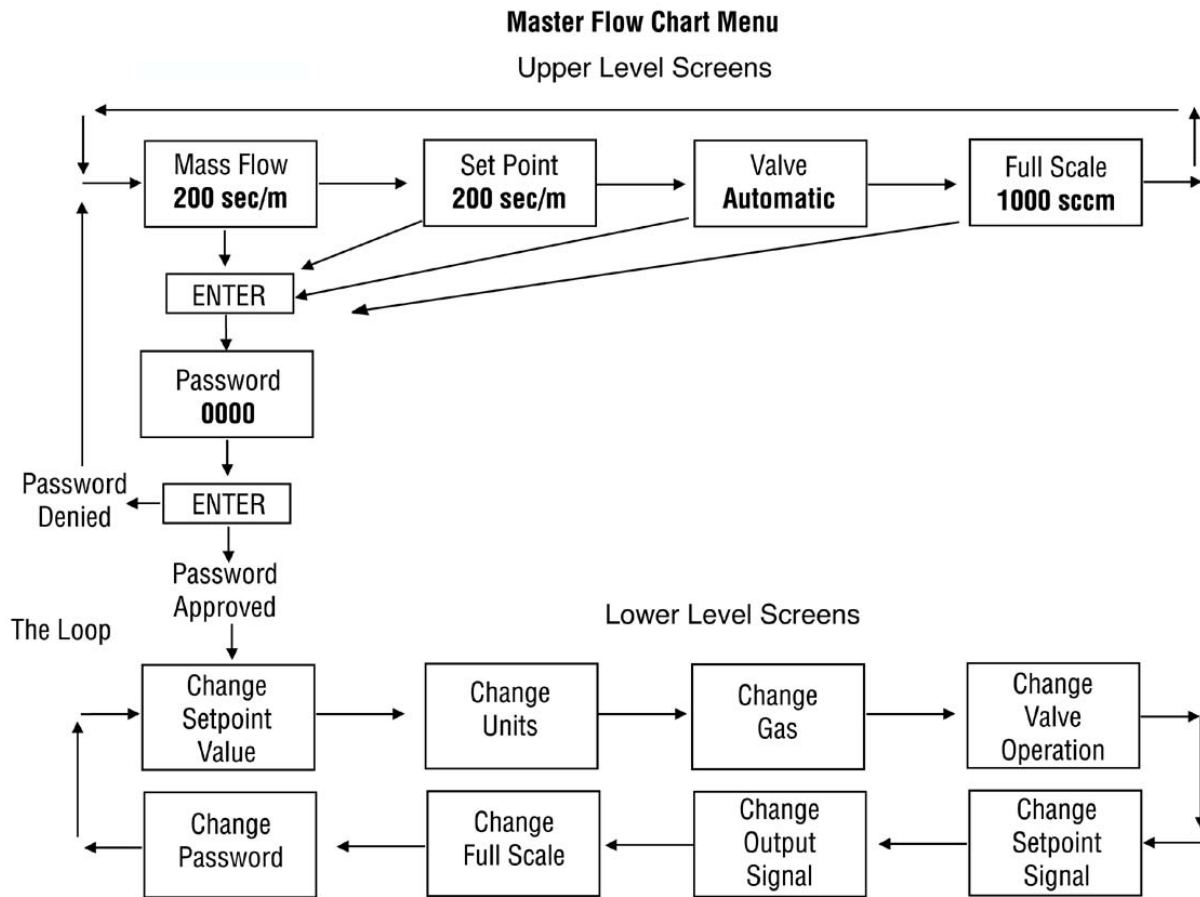 Master Flow Chart Menu
Upper Level Screens
Mass Flow
200 sec/m
Set Point
200 sec/m
Valve
Automatic
Full Scale
1000 sccm
ENTER
Password
0000
ENTER
Password
Denied
Password
Approved
The Loop
Lower Level Screens
Change
Setpoint
Value
Change
Units
Change
Gas
Change
Valve
Operation
Change
Password
Change
Full Scale
Change
Output
Signal
Change
Setpoint
Signal